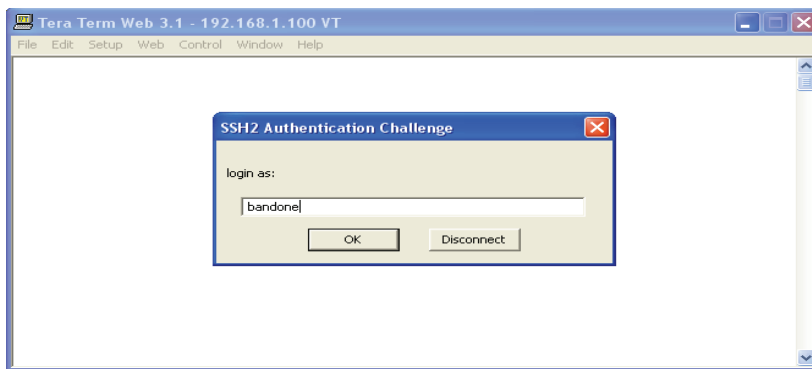 Tera Term Web 3.1 - 192.168.1.100 VT
File Edit Setup Web Control Window Help
SSH2 Authentication Challenge
login as:
bandone
OK Disconnect